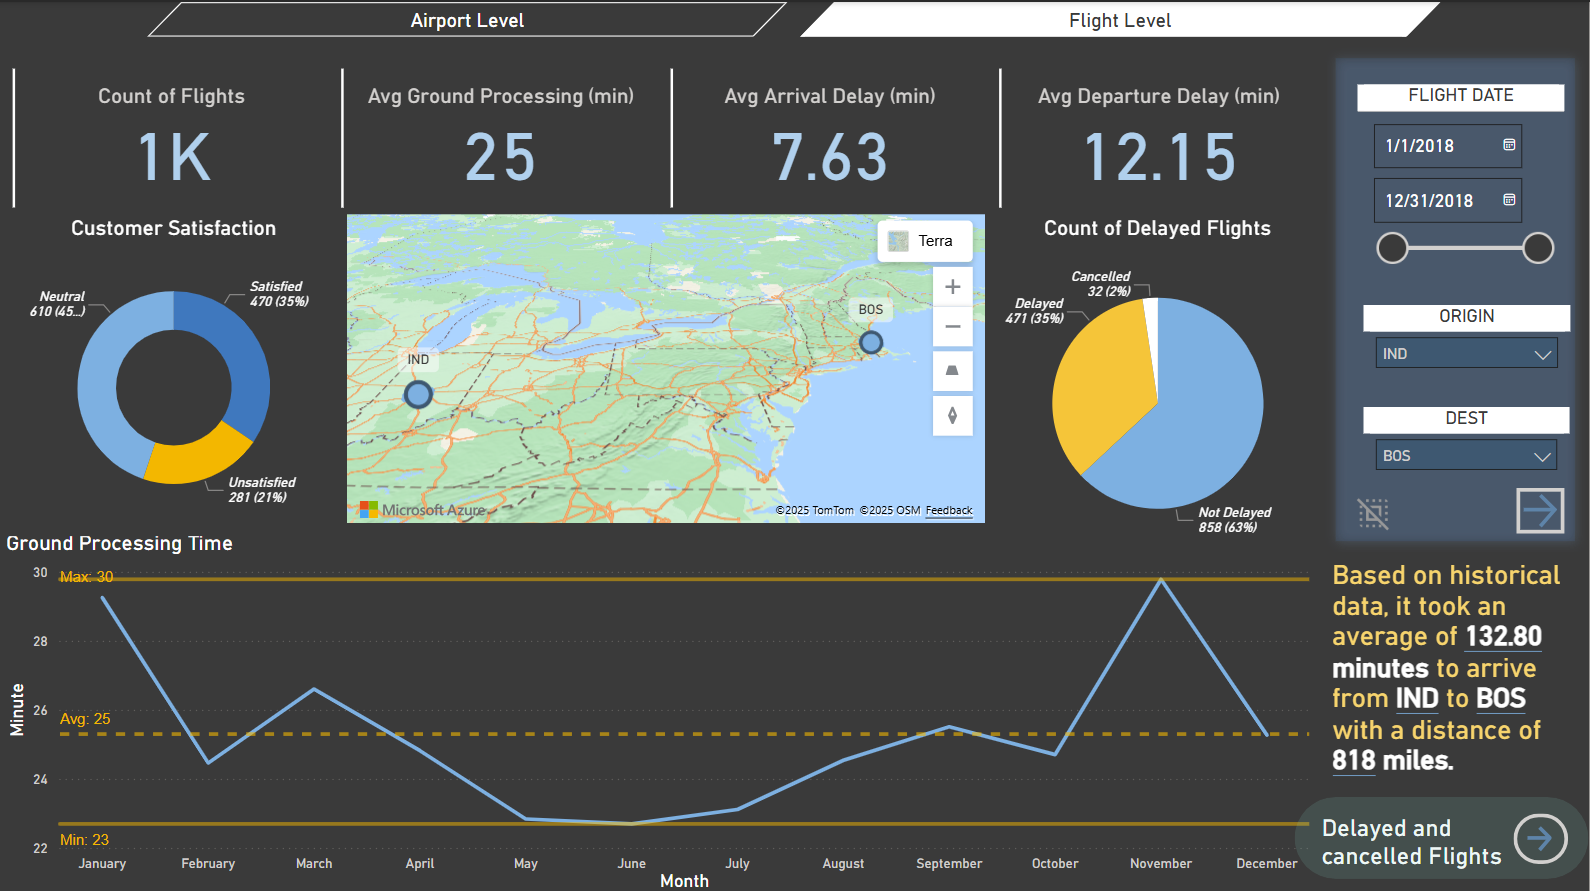 Airport Level
Flight Level
Count of Flights
1K
Avg Ground Processing (min)
25
Avg Arrival Delay (min)
7.63
Avg Departure Delay (min)
12.15
FLIGHT DATE
1/1/2018
12/31/2018
ORIGIN
IND
DEST
BOS
Customer Satisfaction
Neutral
610 (45...)
Satisfied
470 (35%)
Unsatisfied
281 (21%)
Terra
BOS
IND
Microsoft Azure
©2025 TomTom ©2025 OSM Feedback
Count of Delayed Flights
Cancelled
32 (2%)
Delayed
471 (35%)
Not Delayed
858 (63%)
Ground Processing Time
30
28
26
24
22
Minute
Max: 30
Avg: 25
Min: 23
January
February
March
April
May
June
July
August
September
October
November
December
Month
Based on historical
data, it took an
average of 132.80
minutes to arrive
from IND to BOS
with a distance of
818 miles.
Delayed and
cancelled Flights